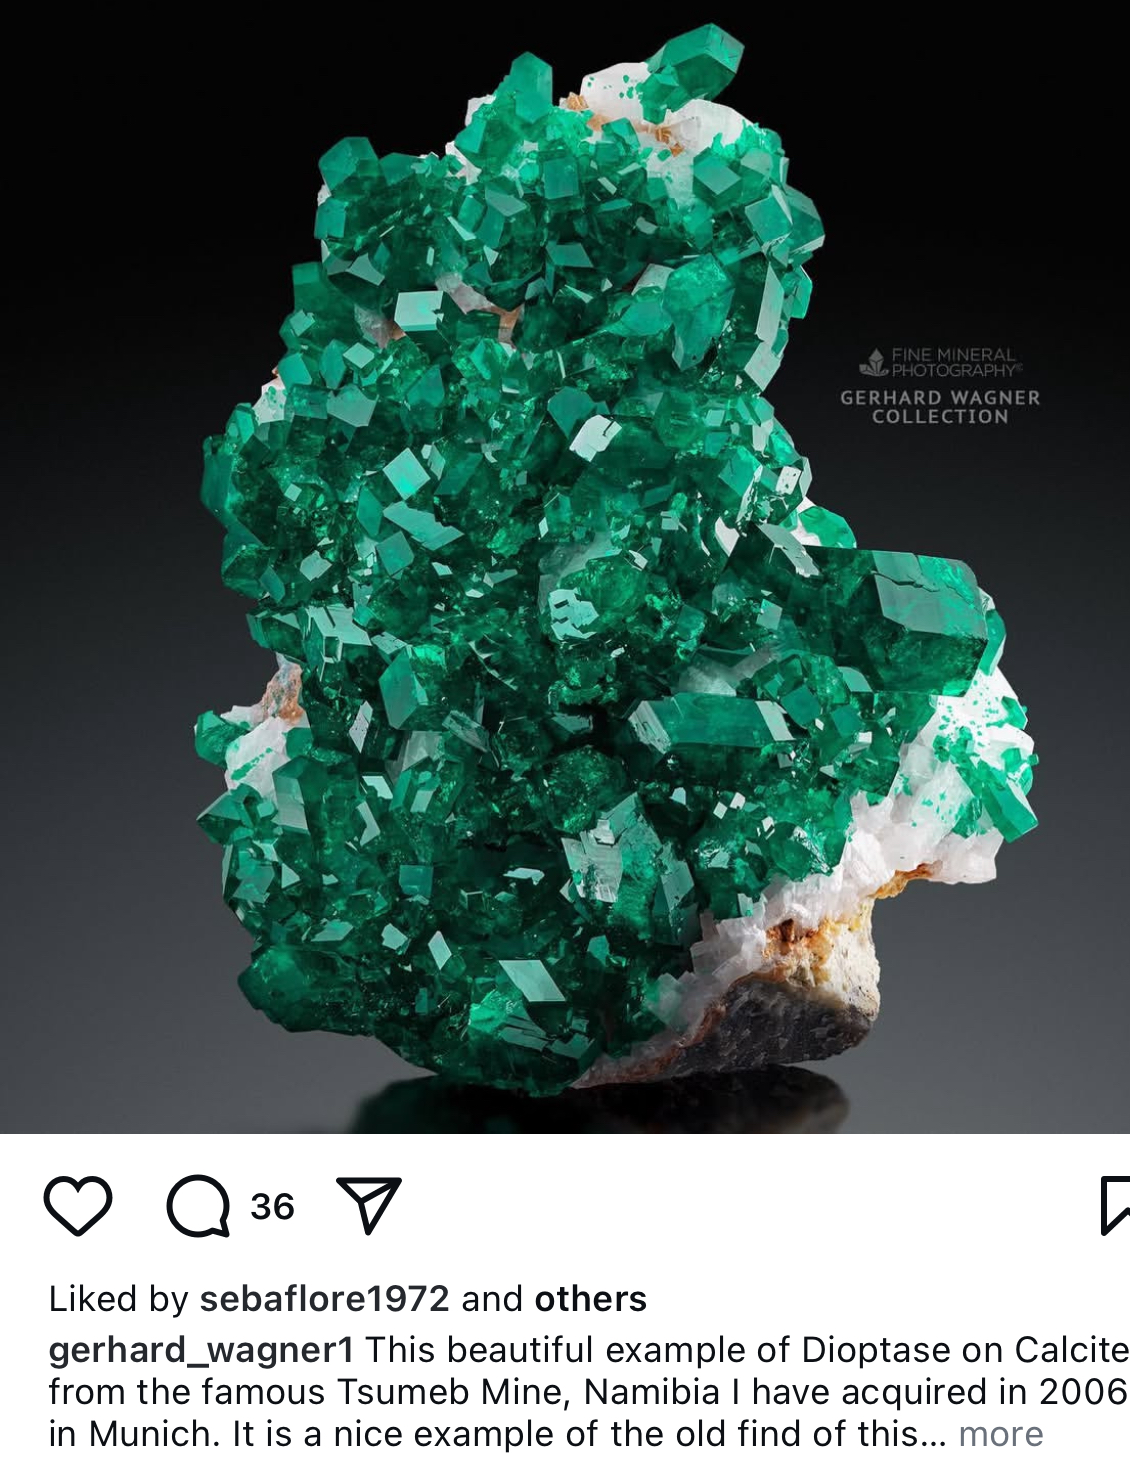 FINE MINERAL
PHOTOGRAPHY
GERHARD WAGNER
COLLECTION
36
Liked by sebaflore1972 and others
gerhard_wagner1 This beautiful example of Dioptase on Calcite
from the famous Tsumeb Mine, Namibia I have acquired in 2006
in Munich. It is a nice example of the old find of this... more